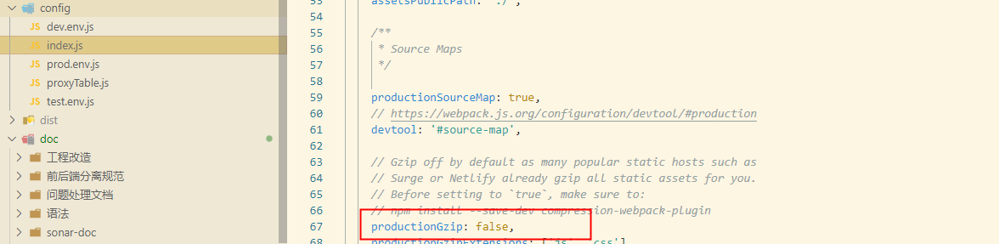 config
dev.env.js
index.js
prod.env.js
proxyTable.js
test.env.js
dist
doc
工程改造
前后端分离规范
问题处理文档
语法
sonar-doc
53 assetsPublicPath: './',
54
55 /**
56 * Source Maps
57 */
58
59 productionSourceMap: true,
60 // https://webpack.js.org/configuration/devtool/#production
61 devtool: '#source-map',
62
63 // Gzip off by default as many popular static hosts such as
64 // Surge or Netlify already gzip all static assets for you.
65 // Before setting to `true`, make sure to:
66 // npm install --save-dev compression-webpack-plugin
67 productionGzip: false,
68 productionGzipExtensions: ['js', 'css'],